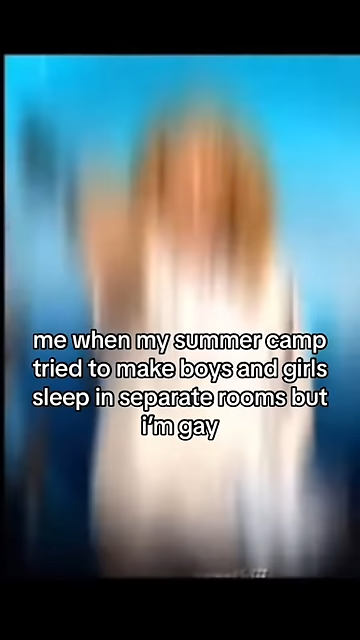 me when my summer camp
tried to make boys and girls
sleep in separate rooms but
i'm gay